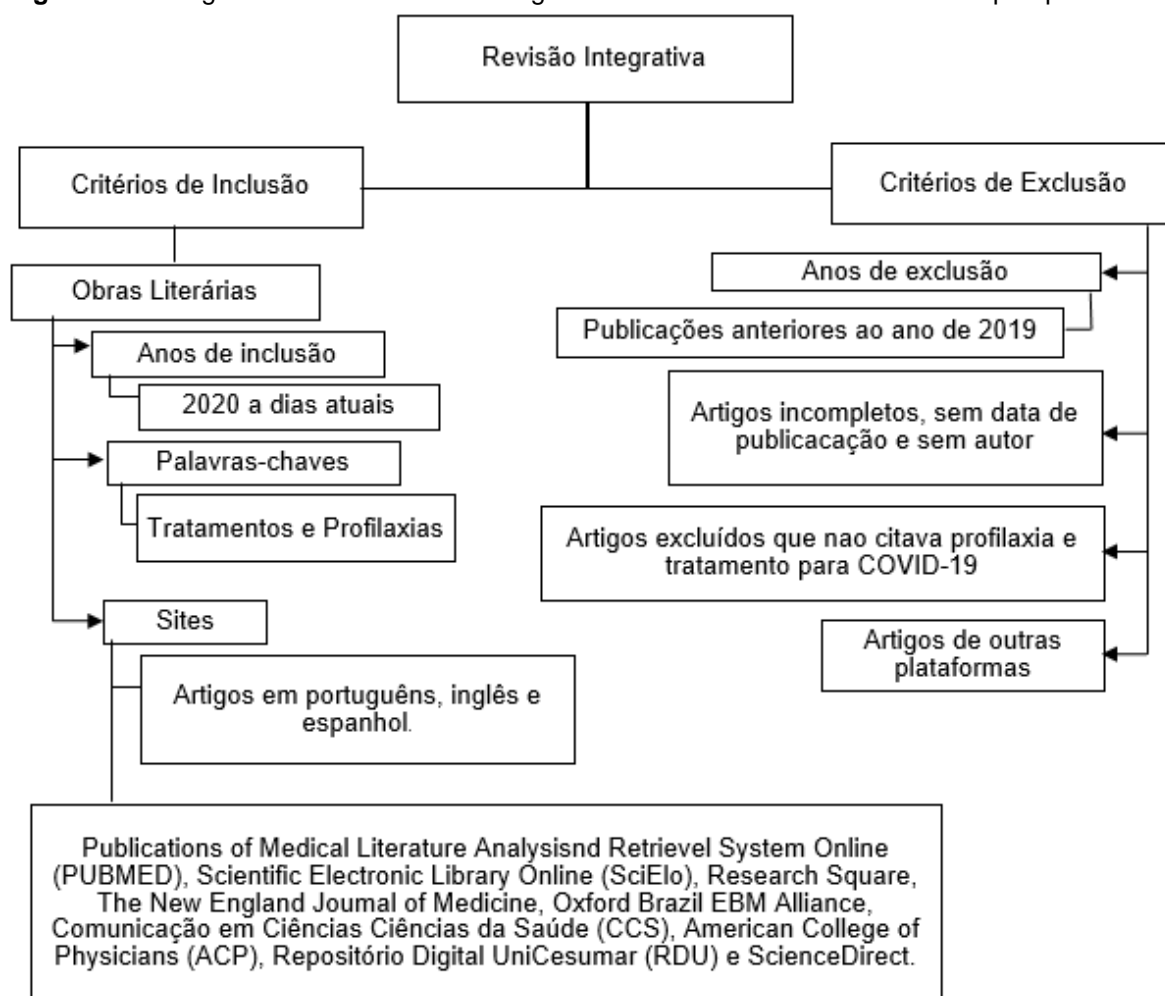 Revisão Integrativa
Critérios de Inclusão
Critérios de Exclusão
Obras Literárias
Anos de inclusão
2020 a dias atuais
Palavras-chaves
Tratamentos e Profilaxias
Sites
Artigos em portuguêns, inglês e
espanhol.
Publications of Medical Literature Analysisnd Retrievel System Online
(PUBMED), Scientific Electronic Library Online (SciElo), Research Square,
The New England Joumal of Medicine, Oxford Brazil EBM Alliance,
Comunicação em Ciências Ciências da Saúde (CCS), American College of
Physicians (ACP), Repositório Digital UniCesumar (RDU) e ScienceDirect.
Anos de exclusão
Publicações anteriores ao ano de 2019
Artigos incompletos, sem data de
publicacação e sem autor
Artigos excluídos que nao citava profilaxia e
tratamento para COVID-19
Artigos de outras
plataformas